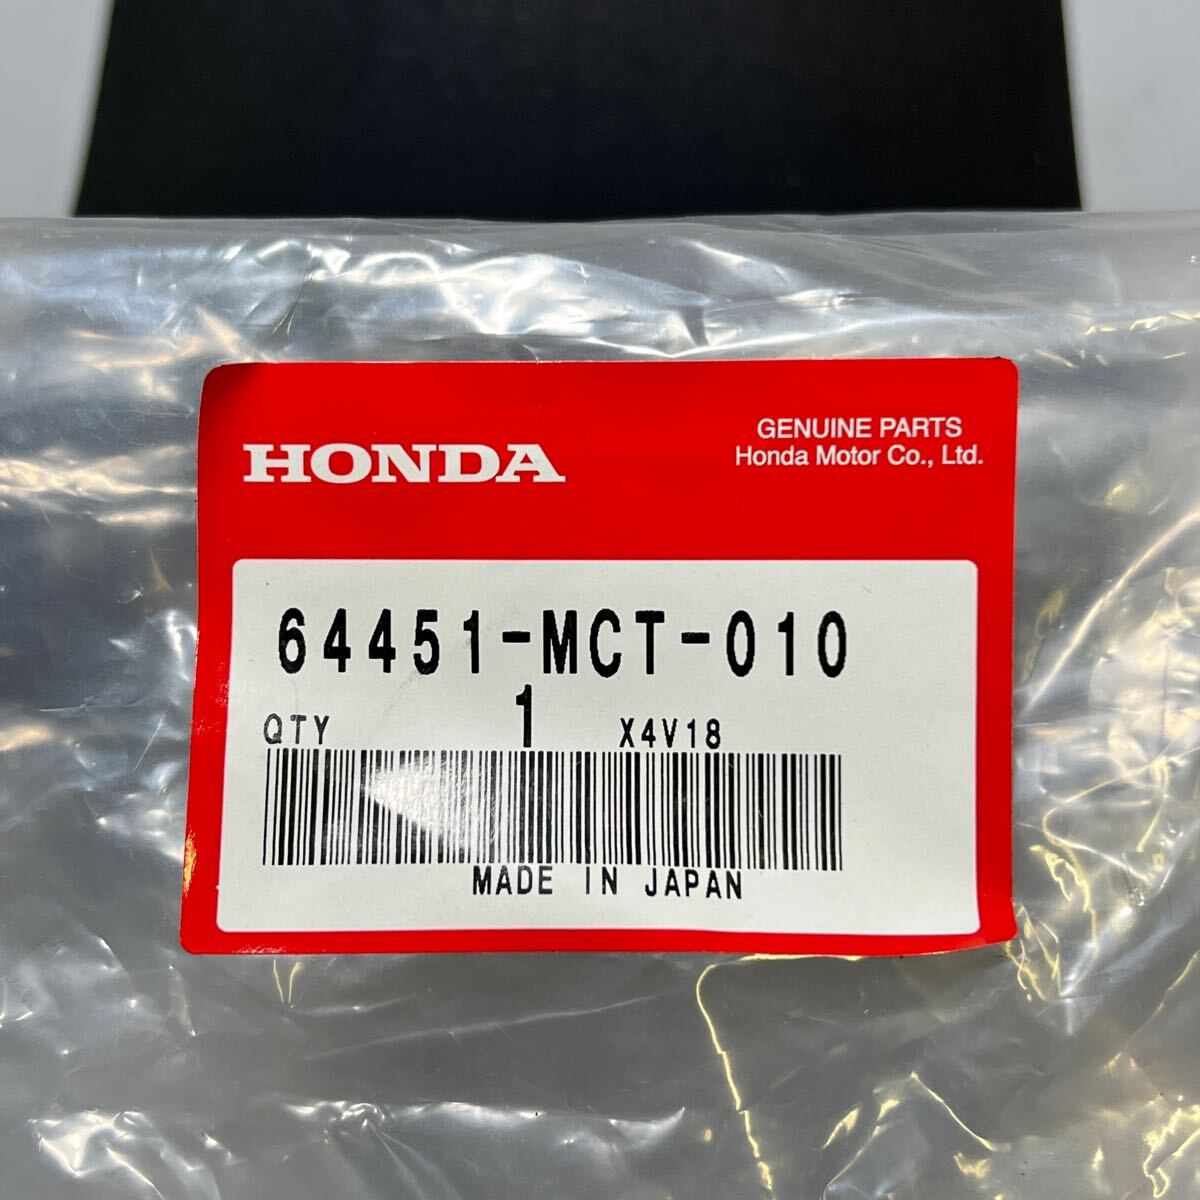 HONDA
GENUINE PARTS
Honda Motor Co., Ltd.
64451-MCT-010
QTY 1 X4V18
MADE IN JAPAN